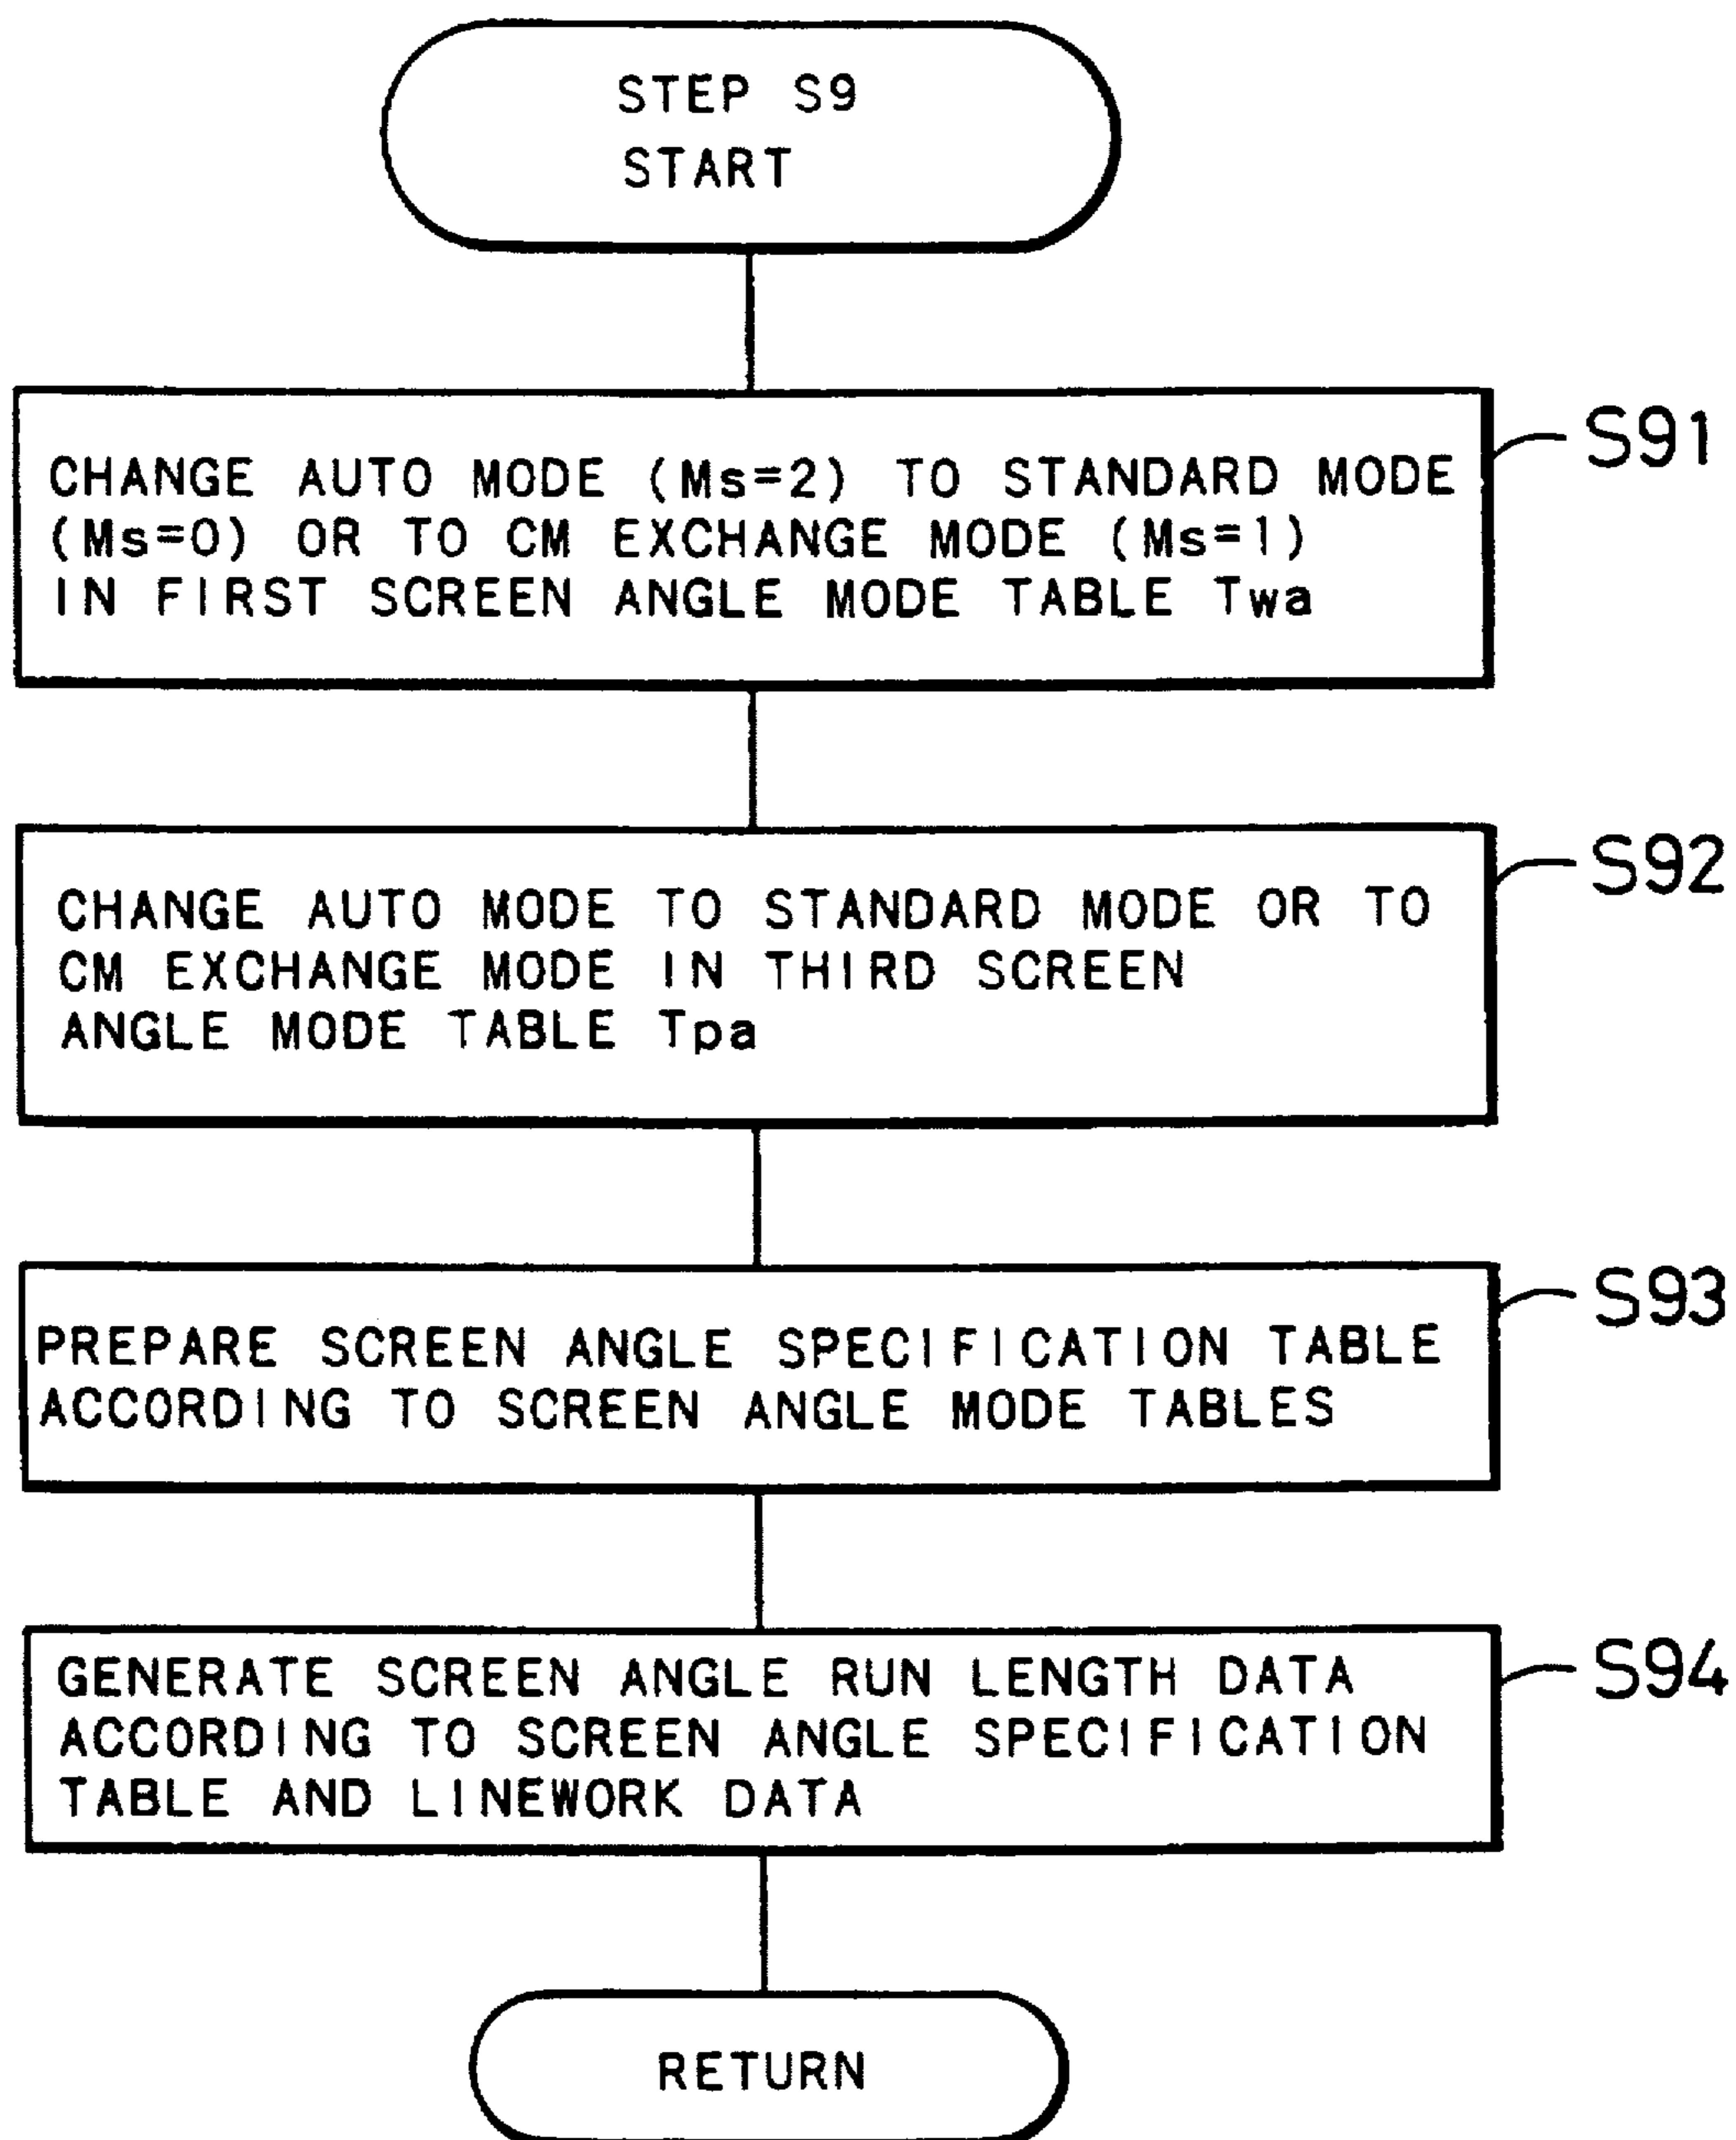 STEP S9
START
CHANGE AUTO MODE (Ms=2) TO STANDARD MODE
(Ms=0) OR TO CM EXCHANGE MODE (Ms=1)
IN FIRST SCREEN ANGLE MODE TABLE Twa
S91
CHANGE AUTO MODE TO STANDARD MODE OR TO
CM EXCHANGE MODE IN THIRD SCREEN
ANGLE MODE TABLE Tpa
S92
PREPARE SCREEN ANGLE SPECIFICATION TABLE
ACCORDING TO SCREEN ANGLE MODE TABLES
S93
GENERATE SCREEN ANGLE RUN LENGTH DATA
ACCORDING TO SCREEN ANGLE SPECIFICATION
TABLE AND LINEWORK DATA
S94
RETURN